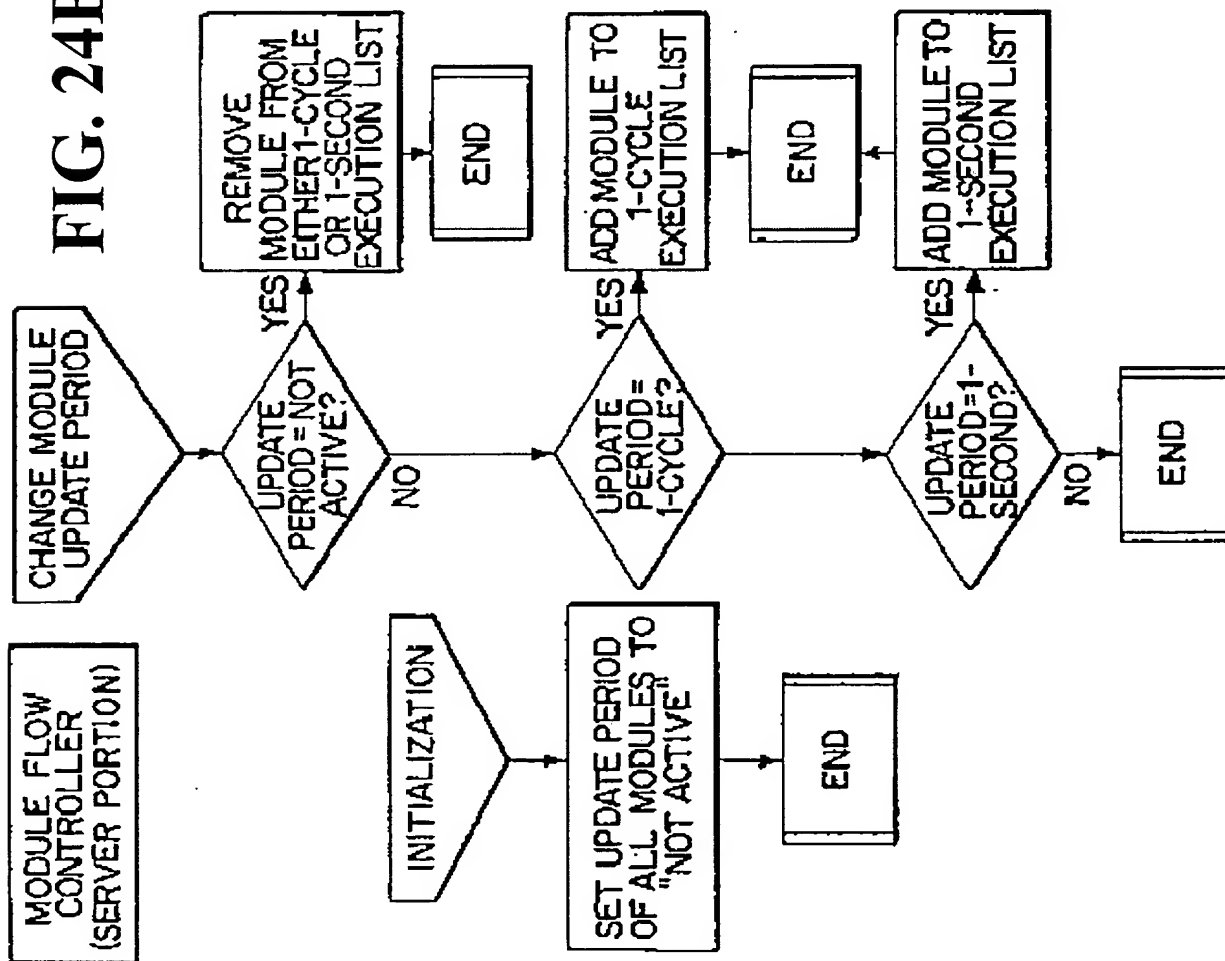 FIG. 24B
MODULE FLOW
CONTROLLER
(SERVER PORTION)
INITIALIZATION
SET UPDATE PERIOD
OF ALL MODULES TO
"NOT ACTIVE"
END
CHANGE MODULE
UPDATE PERIOD
UPDATE
PERIOD = NOT
ACTIVE?
YES
REMOVE
MODULE FROM
EITHER 1-CYCLE
OR 1-SECOND
EXECUTION LIST
END
NO
UPDATE
PERIOD=
1-CYCLE?
YES
ADD MODULE TO
1-CYCLE
EXECUTION LIST
END
UPDATE
PERIOD=1-
SECOND?
YES
ADD MODULE TO
1-SECOND
EXECUTION LIST
NO
END